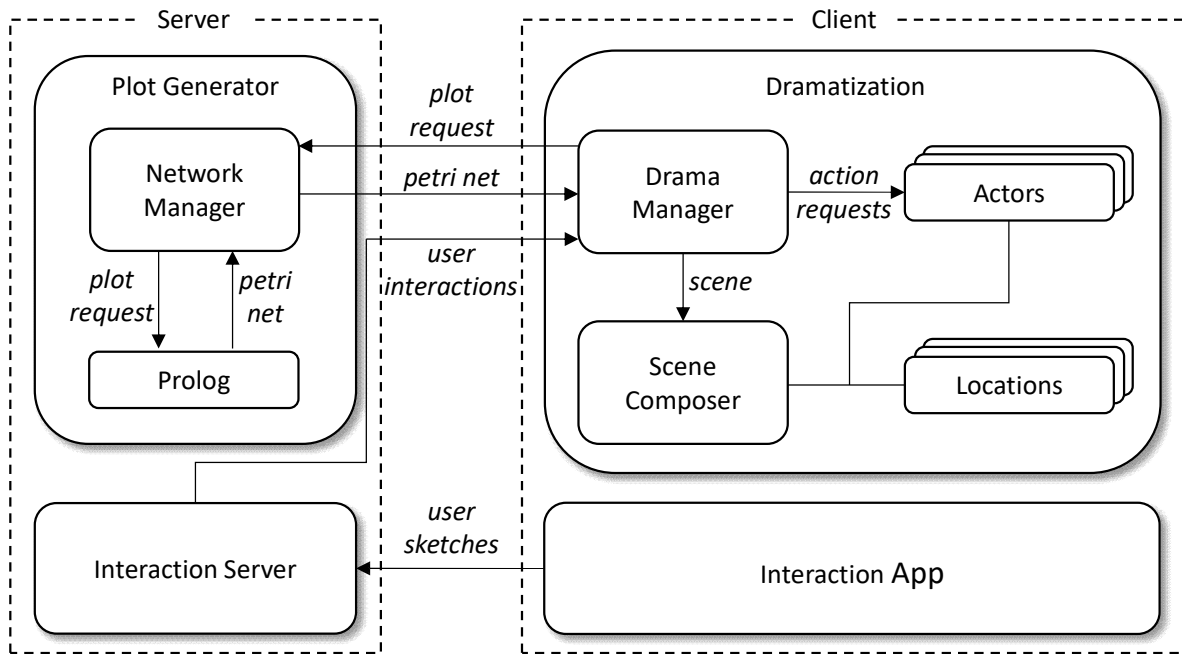 Server
Client
Plot Generator
Dramatization
plot
request
Network
Manager
petri net
Drama
Manager
action
requests
Actors
user
interactions
plot
request
petri
net
scene
Prolog
Scene
Composer
Locations
user
sketches
Interaction Server
Interaction App